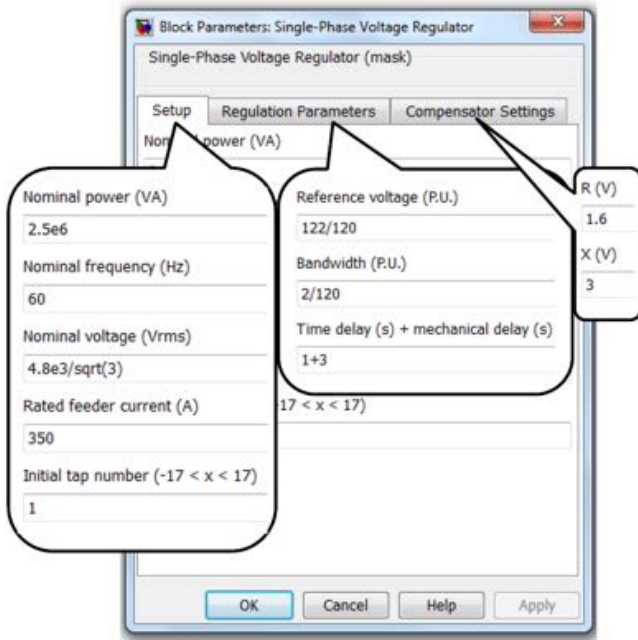 Block Parameters: Single-Phase Voltage Regulator
Single-Phase Voltage Regulator (mask)
Setup
Regulation Parameters
Compensator Settings
power (VA)
Nominal power (VA)
2.5e6
Nominal frequency (Hz)
60
Nominal voltage (Vrms)
4.8e3/sqrt(3)
Rated feeder current (A)
350
Initial tap number (-17 < x < 17)
1
Reference voltage (P.U.)
122/120
Bandwidth (P.U.)
2/120
Time delay (s) + mechanical delay (s)
1+3
17 < x < 17)
R (V)
1.6
X (V)
3
OK
Cancel
Help
Apply